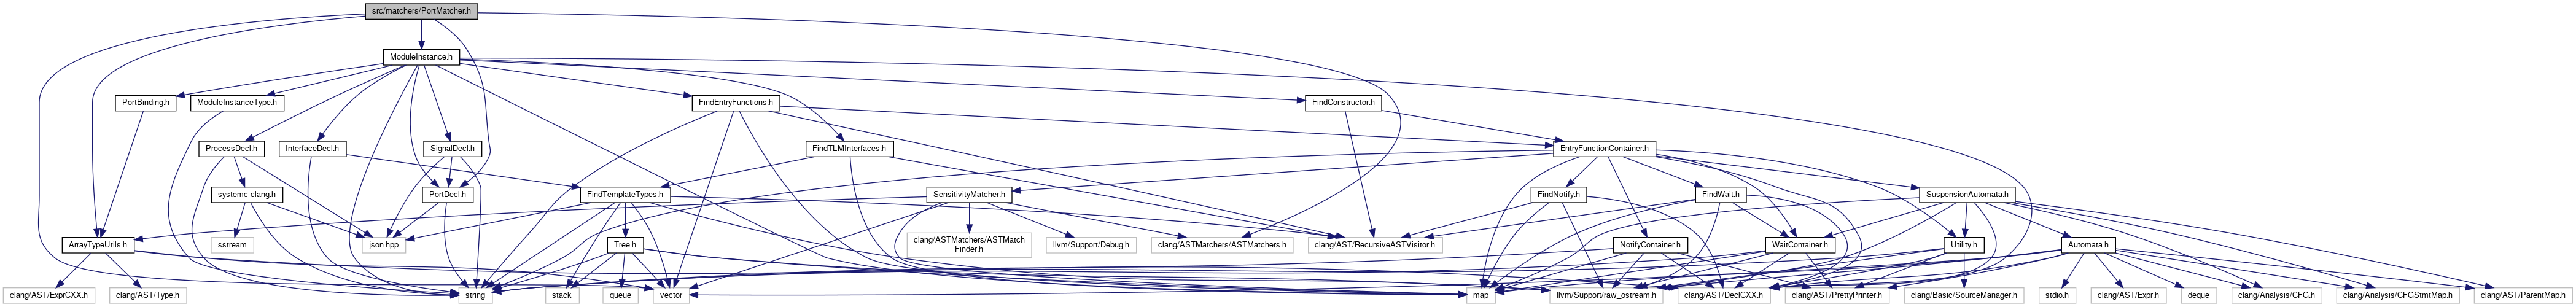 src/matchers/PortMatcher.h
ModuleInstance.h
PortBinding.h
ModuleInstanceType.h
FindEntryFunctions.h
FindConstructor.h
ProcessDecl.h
InterfaceDecl.h
SignalDecl.h
FindTLMInterfaces.h
EntryFunctionContainer.h
systemc-clang.h
PortDecl.h
FindTemplateTypes.h
SensitivityMatcher.h
FindNotify.h
FindWait.h
SuspensionAutomata.h
ArrayTypeUtils.h
sstream
json.hpp
Tree.h
clang/ASTMatchers/ASTMatch
Finder.h
llvm/Support/Debug.h
clang/ASTMatchers/ASTMatchers.h
clang/AST/RecursiveASTVisitor.h
NotifyContainer.h
WaitContainer.h
Utility.h
Automata.h
clang/AST/ExprCXX.h
clang/AST/Type.h
string
stack
queue
vector
map
llvm/Support/raw_ostream.h
clang/AST/DeclCXX.h
clang/AST/PrettyPrinter.h
clang/Basic/SourceManager.h
stdio.h
clang/AST/Expr.h
deque
clang/Analysis/CFG.h
clang/Analysis/CFGStmtMap.h
clang/AST/ParentMap.h